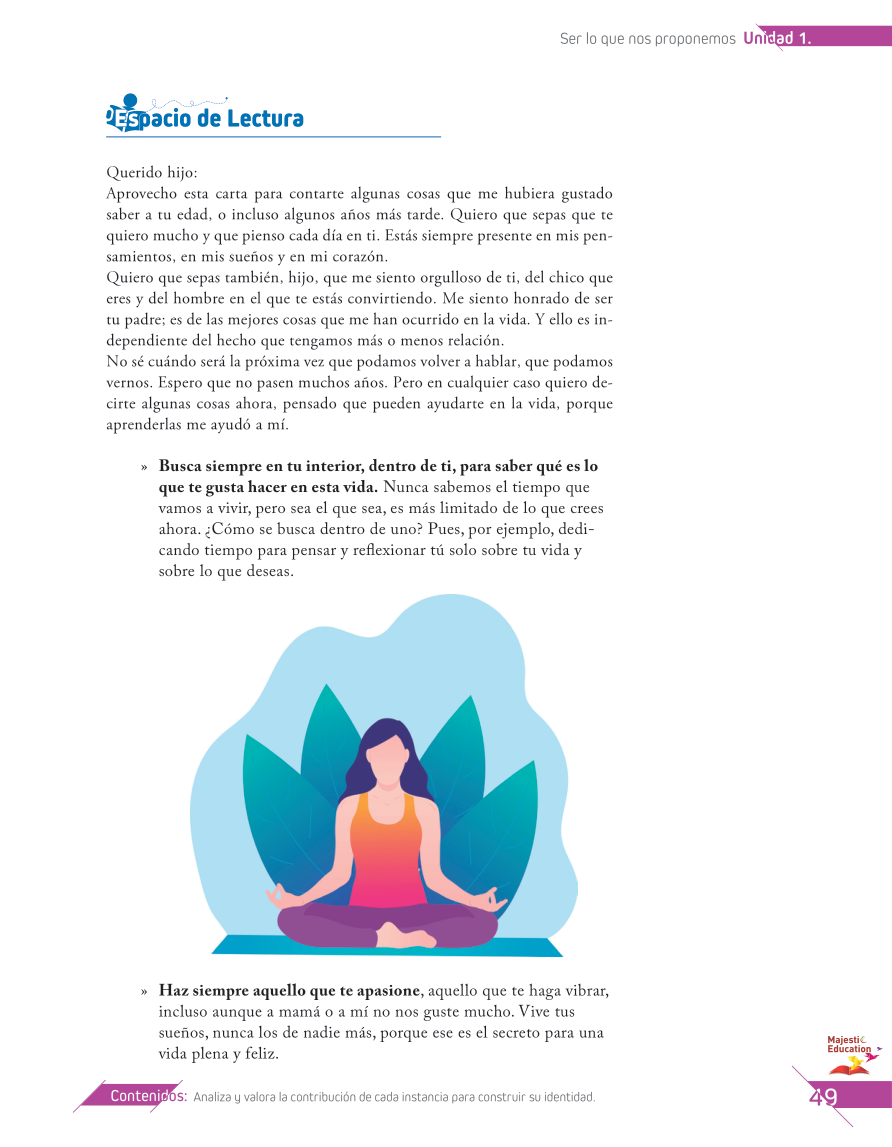 Ser lo que nos proponemos Unidad 1.
Espacio de Lectura
Querido hijo:
Aprovecho esta carta para contarte algunas cosas que me hubiera gustado
saber a tu edad, o incluso algunos años más tarde. Quiero que sepas que te
quiero mucho y que pienso cada día en ti. Estás siempre presente en mis pen-
samientos, en mis sueños y en mi corazón.
Quiero que sepas también, hijo, que me siento orgulloso de ti, del chico que
eres y del hombre en el que te estás convirtiendo. Me siento honrado de ser
tu padre; es de las mejores cosas que me han ocurrido en la vida. Y ello es in-
dependiente del hecho que tengamos más o menos relación.
No sé cuándo será la próxima vez que podamos volver a hablar, que podamos
vernos. Espero que no pasen muchos años. Pero en cualquier caso quiero de-
cirte algunas cosas ahora, pensado que pueden ayudarte en la vida, porque
aprenderlas me ayudó a mí.
» Busca siempre en tu interior, dentro de ti, para saber qué es lo
que te gusta hacer en esta vida. Nunca sabemos el tiempo que
vamos a vivir, pero sea el que sea, es más limitado de lo que crees
ahora. ¿Cómo se busca dentro de uno? Pues, por ejemplo, dedi-
cando tiempo para pensar y reflexionar tú solo sobre tu vida y
sobre lo que deseas.
» Haz siempre aquello que te apasione, aquello que te haga vibrar,
incluso aunque a mamá o a mí no nos guste mucho. Vive tus
sueños, nunca los de nadie más, porque ese es el secreto para una
vida plena y feliz.
Majestic
Education
Contenidos: Analiza y valora la contribución de cada instancia para construir su identidad.
49